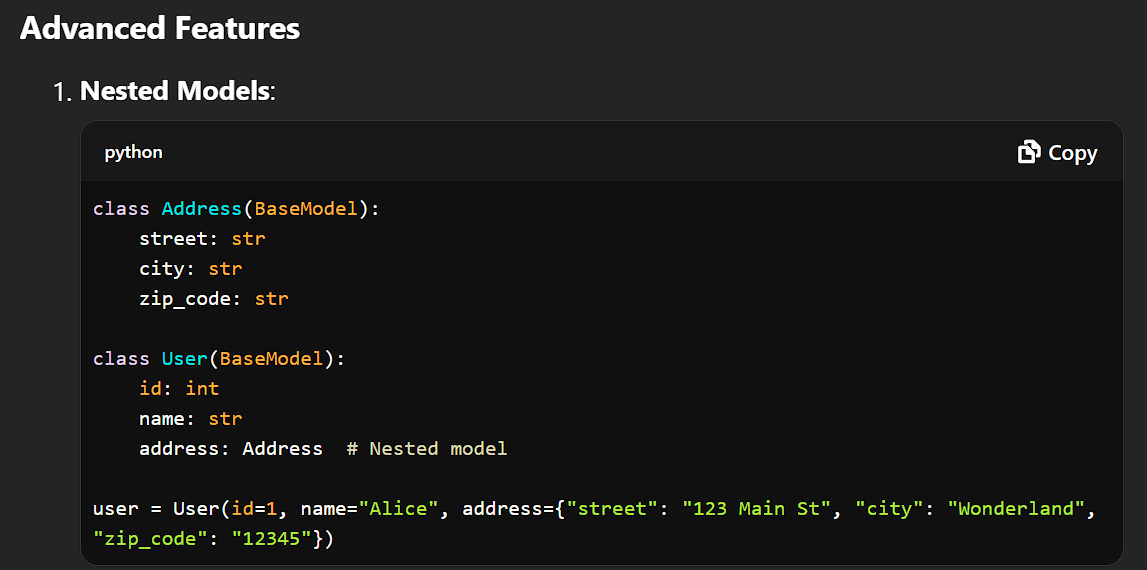 Advanced Features
1. Nested Models:
python
Copy
class Address(BaseModel):
    street: str
    city: str
    zip_code: str
class User(BaseModel):
    id: int
    name: str
    address: Address  # Nested model
user = User(id=1, name="Alice", address={"street": "123 Main St", "city": "Wonderland",
"zip_code": "12345"})